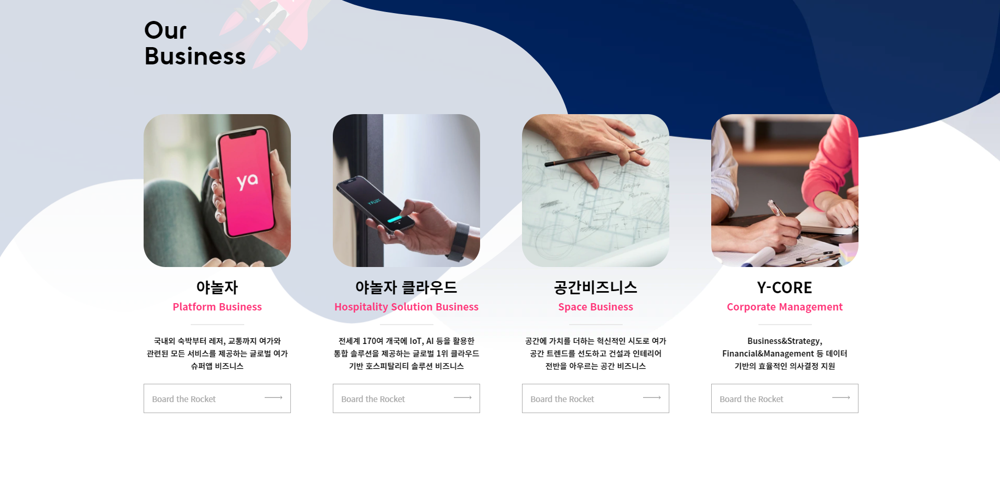 Our
Business
ya
야놀자
Platform Business
국내외 숙박부터 레저, 교통까지 여가와
관련된 모든 서비스를 제공하는 글로벌 여가
슈퍼앱 비즈니스
Board the Rocket
야놀자 클라우드
Hospitality Solution Business
전세계 170여 개국에 IoT, AI 등을 활용한
통합 솔루션을 제공하는 글로벌 1위 클라우드
기반 호스피탈리티 솔루션 비즈니스
Board the Rocket
공간비즈니스
Space Business
공간에 가치를 더하는 혁신적인 시도로 여가
공간 트렌드를 선도하고 건설과 인테리어
전반을 아우르는 공간 비즈니스
Board the Rocket
Y-CORE
Corporate Management
Business&Strategy,
Financial&Management 등 데이터
기반의 효율적인 의사결정 지원
Board the Rocket